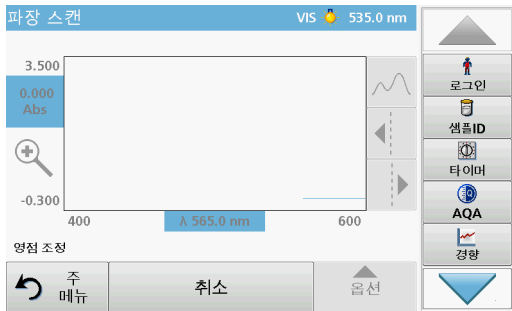 파장 스캔
VIS 535.0 nm
3.500
0.000
Abs
-0.300
400
λ 565.0 nm
600
영점 조정
주
메뉴
취소
옵션
로그인
샘플ID
타이머
AQA
경향